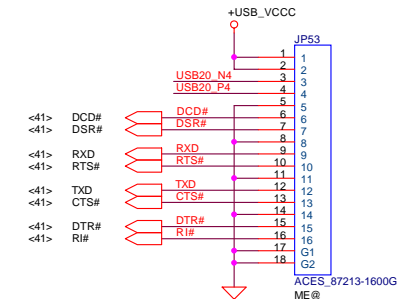 +USB_VCCC
JP53
1 1
2 2
USB20_N4 3 3
USB20_P4 4 4
5 5
<41> DCD# DCD# 6 6
<41> DSR# DSR# 7 7
8 8
<41> RXD RXD 9 9
<41> RTS# RTS# 10 10
11 11
<41> TXD TXD 12 12
<41> CTS# CTS# 13 13
14 14
<41> DTR# DTR# 15 15
<41> RI# RI# 16 16
17 G1
18 G2
ACES_87213-1600G
ME@